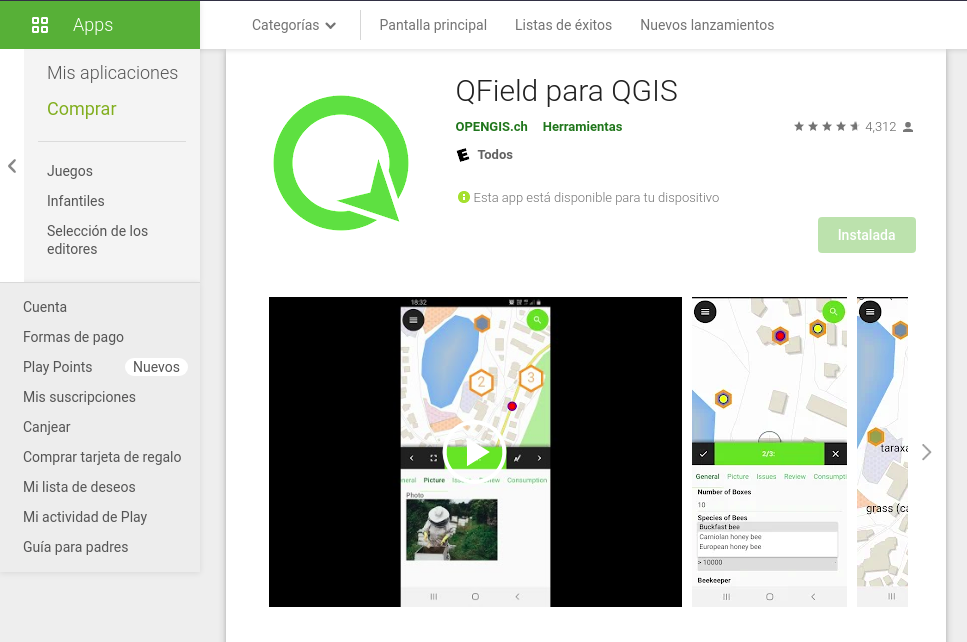 Apps
Categorías
Pantalla principal
Listas de éxitos
Nuevos lanzamientos
Mis aplicaciones
Comprar
Juegos
Infantiles
Selección de los
editores
Cuenta
Formas de pago
Play Points Nuevos
Mis suscripciones
Canjear
Comprar tarjeta de regalo
Mi lista de deseos
Mi actividad de Play
Guía para padres
QField para QGIS
OPENGIS.ch Herramientas
4,312
E Todos
Esta app está disponible para tu dispositivo
Instalada
18:32
2
3
neral Picture Consumption
Photo
2/3:
General Picture Issues Review Consumpti
Number of Boxes
10
Species of Bees
Buckfast bee
Carniolan honey bee
European honey bee
> 10000
Beekeeper
taraxa
grass (ca